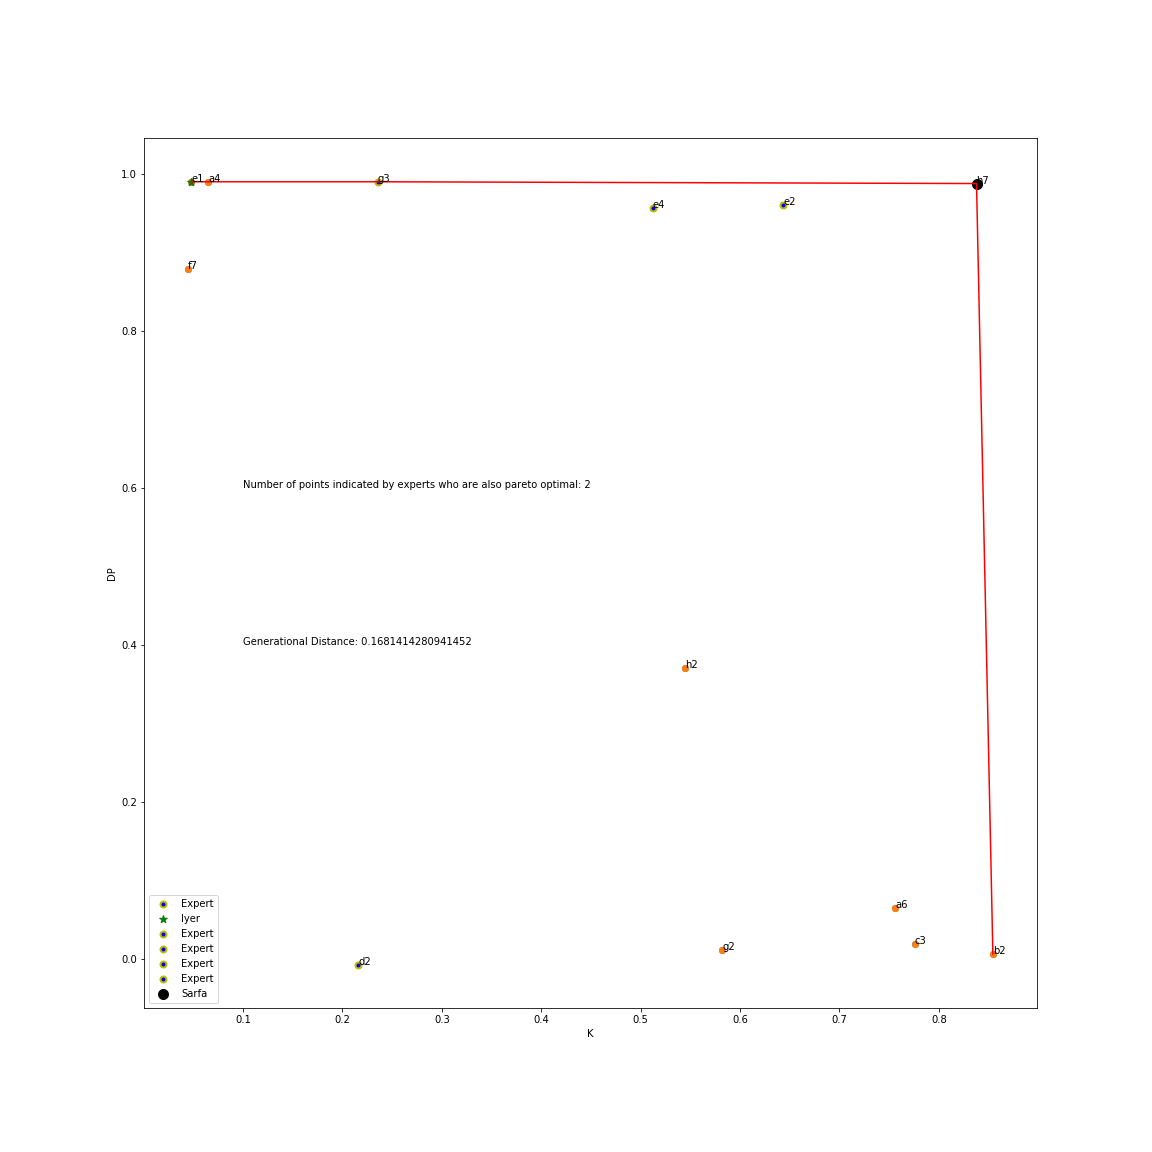 1.0
e1
a4
g3
b7
e4
e2
f7
0.8
Number of points indicated by experts who are also pareto optimal: 2
0.6
DP
Generational Distance: 0.1681414280941452
0.4
h2
0.2
a6
c3
g2
b2
d2
0.0
Expert
Iyer
Expert
Expert
Expert
Expert
Sarfa
0.1 0.2 0.3 0.4 0.5 0.6 0.7 0.8
K